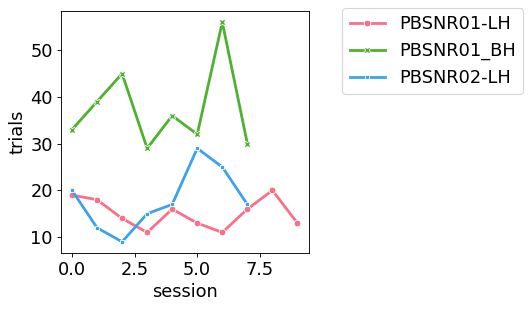 PBSNR01-LH
PBSNR01_BH
PBSNR02-LH
trials
50
40
30
20
10
0.0 2.5 5.0 7.5
session